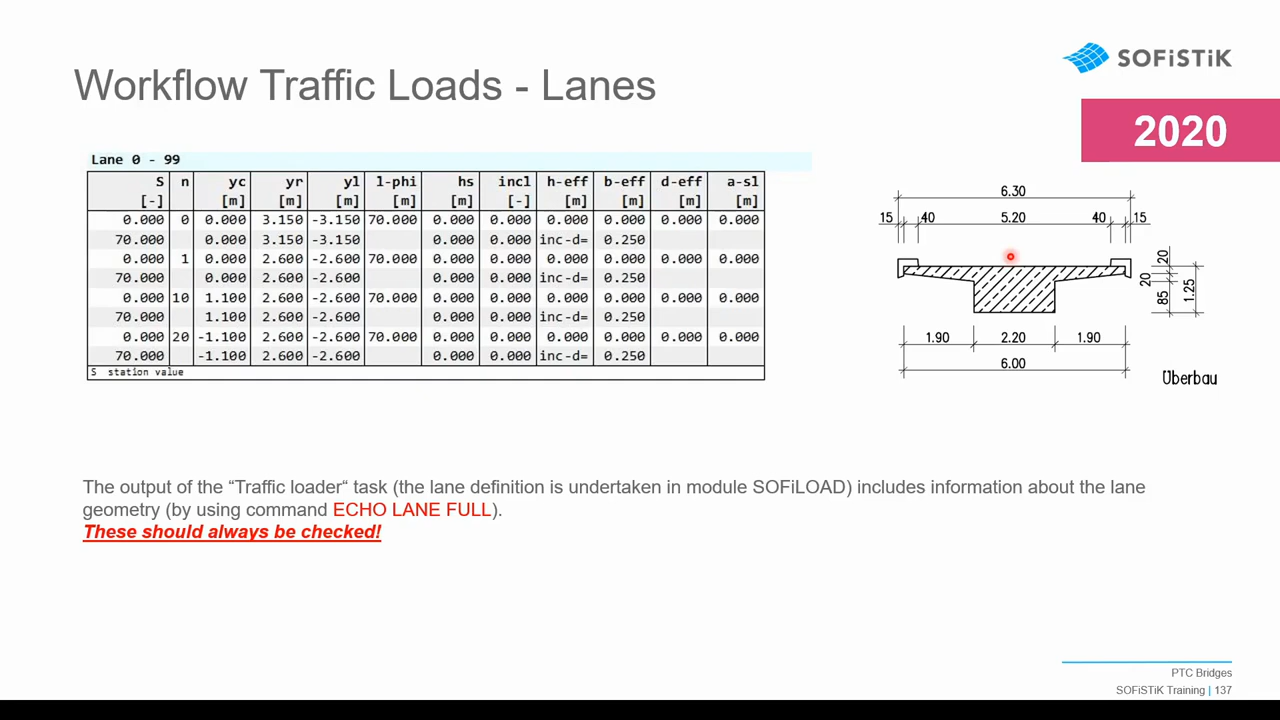 Workflow Traffic Loads - Lanes
SOFiSTiK
2020
Lane 0 - 99
S n yc yr yl l-phi hs incl h-eff b-eff d-eff a-sl
[-] [m] [m] [m] [m] [m] [-] [m] [m] [m] [m]
0.000 0 0.000 3.150 -3.150 70.000 0.000 0.000 0.000 0.000 0.000 0.000
70.000 0.000 3.150 -3.150 0.000 0.000 inc-d= 0.250
0.000 1 0.000 2.600 -2.600 70.000 0.000 0.000 0.000 0.000 0.000 0.000
70.000 0.000 2.600 -2.600 0.000 0.000 inc-d= 0.250
0.000 10 1.100 2.600 -2.600 70.000 0.000 0.000 0.000 0.000 0.000 0.000
70.000 1.100 2.600 -2.600 0.000 0.000 inc-d= 0.250
0.000 20 -1.100 2.600 -2.600 70.000 0.000 0.000 0.000 0.000 0.000 0.000
70.000 -1.100 2.600 -2.600 0.000 0.000 inc-d= 0.250
S station value
6.30
15 40 5.20 40 15
20
20
85
1.25
1.90 2.20 1.90
6.00
Überbau
The output of the “Traffic loader“ task (the lane definition is undertaken in module SOFiLOAD) includes information about the lane
geometry (by using command ECHO LANE FULL).
These should always be checked!
PTC Bridges
SOFiSTiK Training | 137